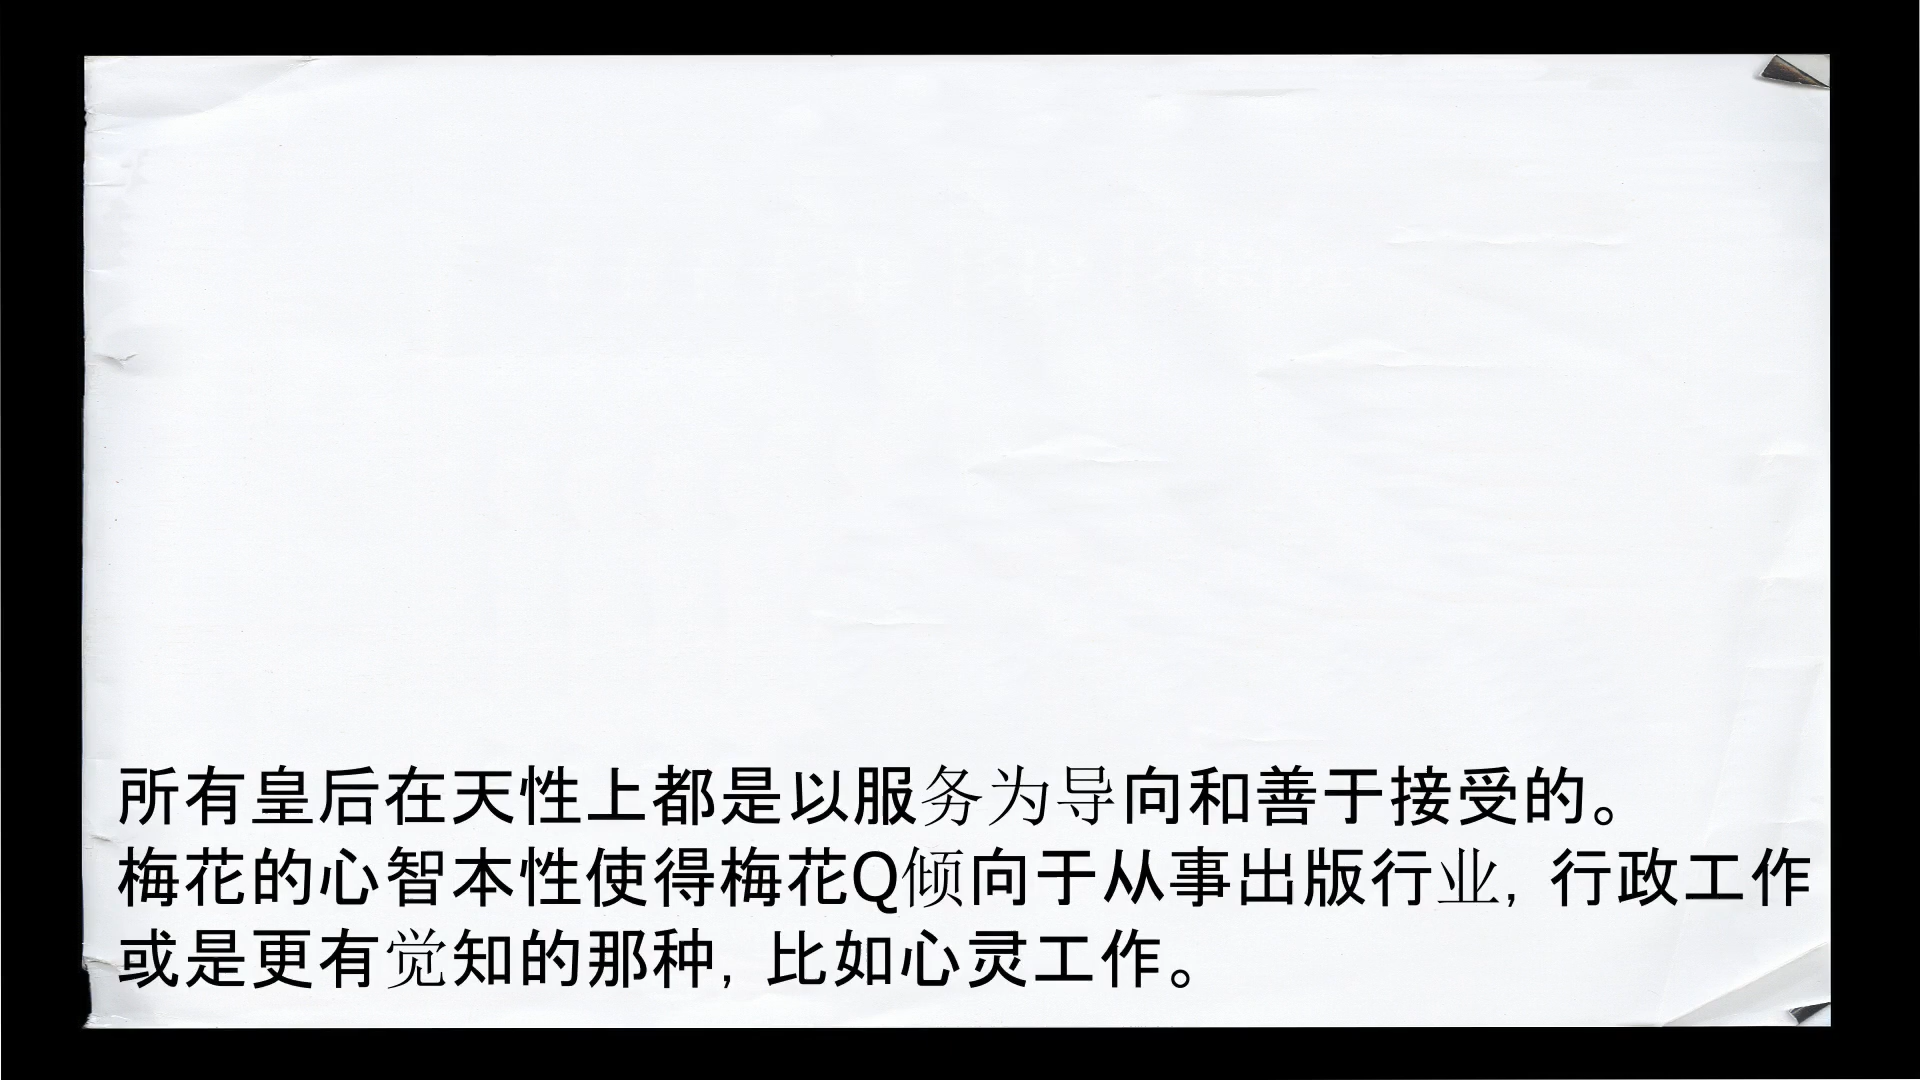 所有皇后在天性上都是以服务为导向和善于接受的。
梅花的心智本性使得梅花Q倾向于从事出版行业, 行政工作
或是更有觉知的那种, 比如心灵工作。